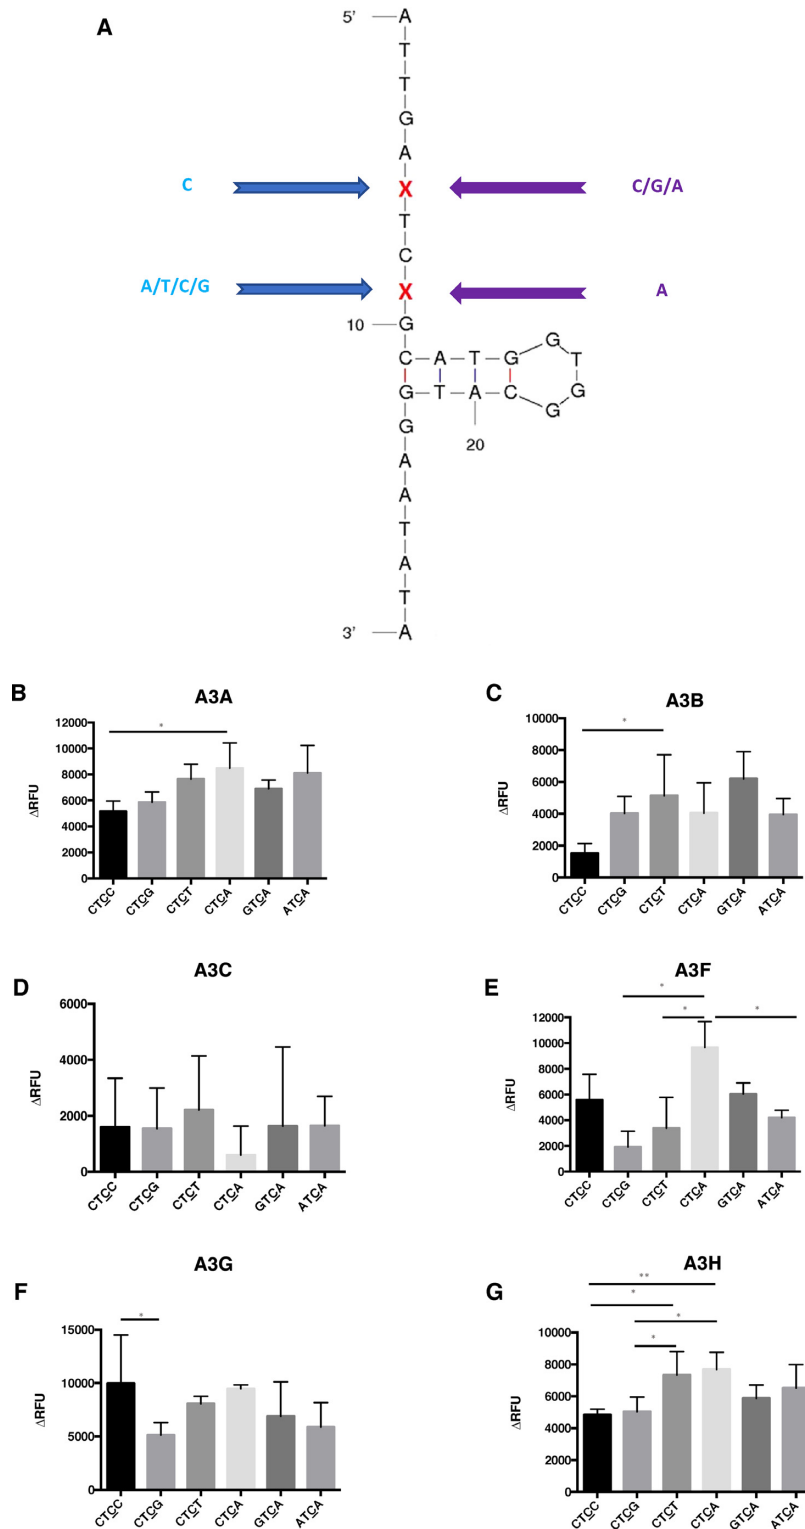 A
5'
A
T
T
G
A
C X C/G/A
T
C
A/T/C/G X A
10 G
G
C A T G T
G
G T A C G
20
G
A
A
T
A
T
3' A
B A3A
ΔRFU
12000
10000
8000
6000
4000
2000
0
*
CTCC CTCG CTCT CTCA GTCA ATCA
C A3B
ΔRFU
10000
8000
6000
4000
2000
0
*
CTCC CTCG CTCT CTCA GTCA ATCA
D A3C
ΔRFU
6000
4000
2000
0
CTCC CTCG CTCT CTCA GTCA ATCA
E A3F
ΔRFU
12000
10000
8000
6000
4000
2000
0
* * *
CTCC CTCG CTCT CTCA GTCA ATCA
F A3G
ΔRFU
15000
10000
5000
0
*
CTCC CTCG CTCT CTCA GTCA ATCA
G A3H
ΔRFU
10000
8000
6000
4000
2000
0
**
*
*
*
CTCC CTCG CTCT CTCA GTCA ATCA